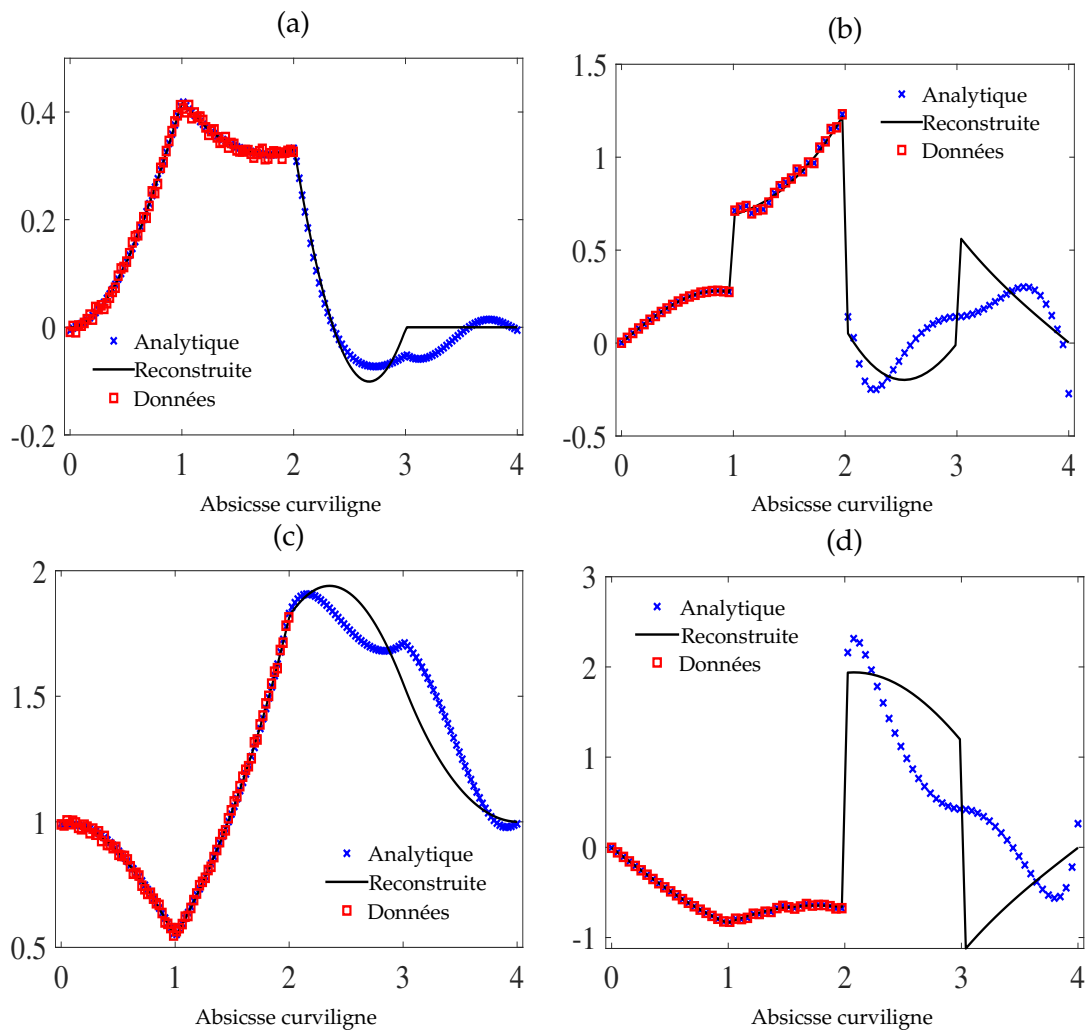 (a)
0.4
0.2
0
-0.2
Analytique
Reconstruite
Données
0 1 2 3 4
Absicsse curviligne
(b)
1.5
1
0.5
0
-0.5
Analytique
Reconstruite
Données
0 1 2 3 4
Absicsse curviligne
(c)
2
1.5
1
0.5
Analytique
Reconstruite
Données
0 1 2 3 4
Absicsse curviligne
(d)
3
2
1
0
-1
Analytique
Reconstruite
Données
0 1 2 3 4
Absicsse curviligne